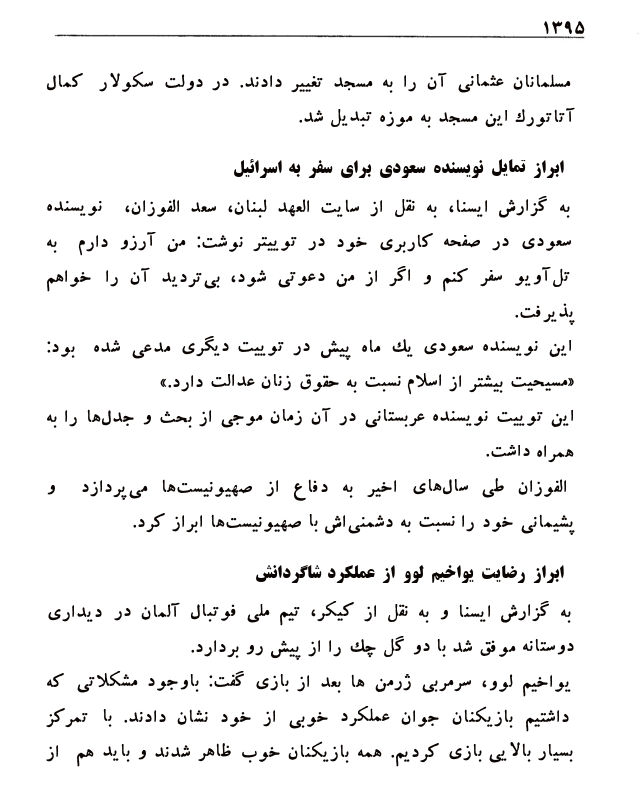 ۱۳۹۵
مسلمانان عثمانی آن را به مسجد تغییر دادند. در دولت سکولار کمال
آتاتورك این مسجد به موزه تبدیل شد.
ابراز تمایل نویسنده سعودی برای سفر به اسرائیل
به گزارش ایسنا، به نقل از سایت العهد لبنان، سعد الفوزان، نویسنده
سعودی در صفحه کاربری خود در توییتر نوشت: من آرزو دارم به
تل‌آویو سفر کنم و اگر از من دعوتی شود، بی‌تردید آن را خواهم
پذیرفت.
این نویسنده سعودی یك ماه پیش در توییت دیگری مدعی شده بود:
«مسیحیت بیشتر از اسلام نسبت به حقوق زنان عدالت دارد.»
این توییت نویسنده عربستانی در آن زمان موجی از بحث و جدل‌ها را به
همراه داشت.
الفوزان طی سال‌های اخیر به دفاع از صهیونیست‌ها می‌پردازد و
پشیمانی خود را نسبت به دشمنی‌اش با صهیونیست‌ها ابراز کرد.
ابراز رضایت یواخیم لوو از عملکرد شاگردانش
به گزارش ایسنا و به نقل از کیکر، تیم ملی فوتبال آلمان در دیداری
دوستانه موفق شد با دو گل چك را از پیش رو بردارد.
یواخیم لوو، سرمربی ژرمن ها بعد از بازی گفت: باوجود مشکلاتی که
داشتیم بازیکنان جوان عملکرد خوبی از خود نشان دادند. با تمرکز
بسیار بالایی بازی کردیم. همه بازیکنان خوب ظاهر شدند و باید هم از